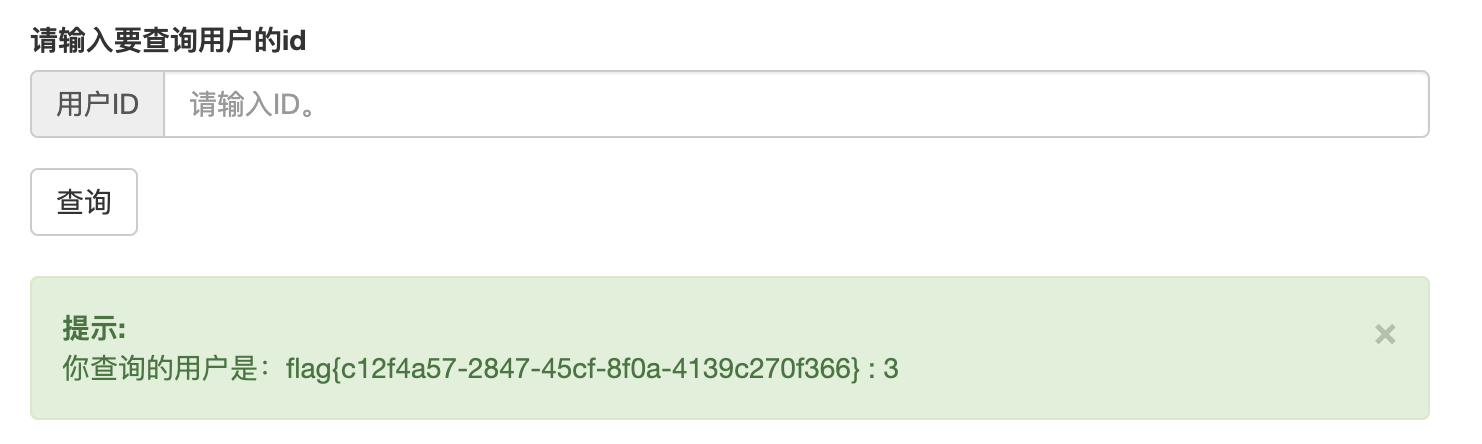 请输入要查询用户的id
用户ID 请输入ID。
查询
提示:
×
你查询的用户是：flag{c12f4a57-2847-45cf-8f0a-4139c270f366} : 3